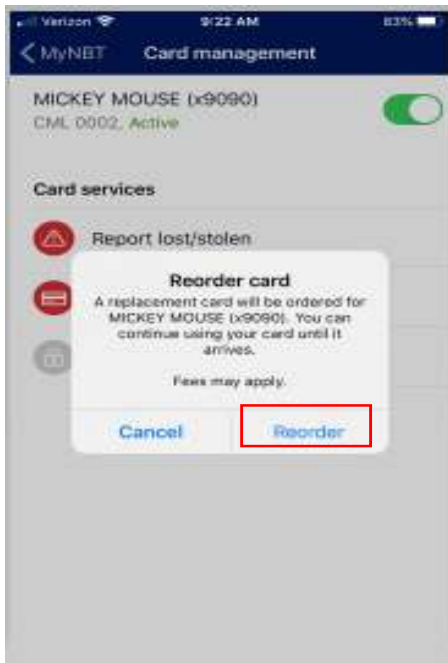 Verizon 9:22 AM 83%
MyNBT Card management
MICKEY MOUSE (x9090)
CML 0002, Active
Card services
Report lost/stolen
Reorder card
A replacement card will be ordered for
MICKEY MOUSE (x9090). You can
continue using your card until it
arrives.
Fees may apply.
Cancel Reorder